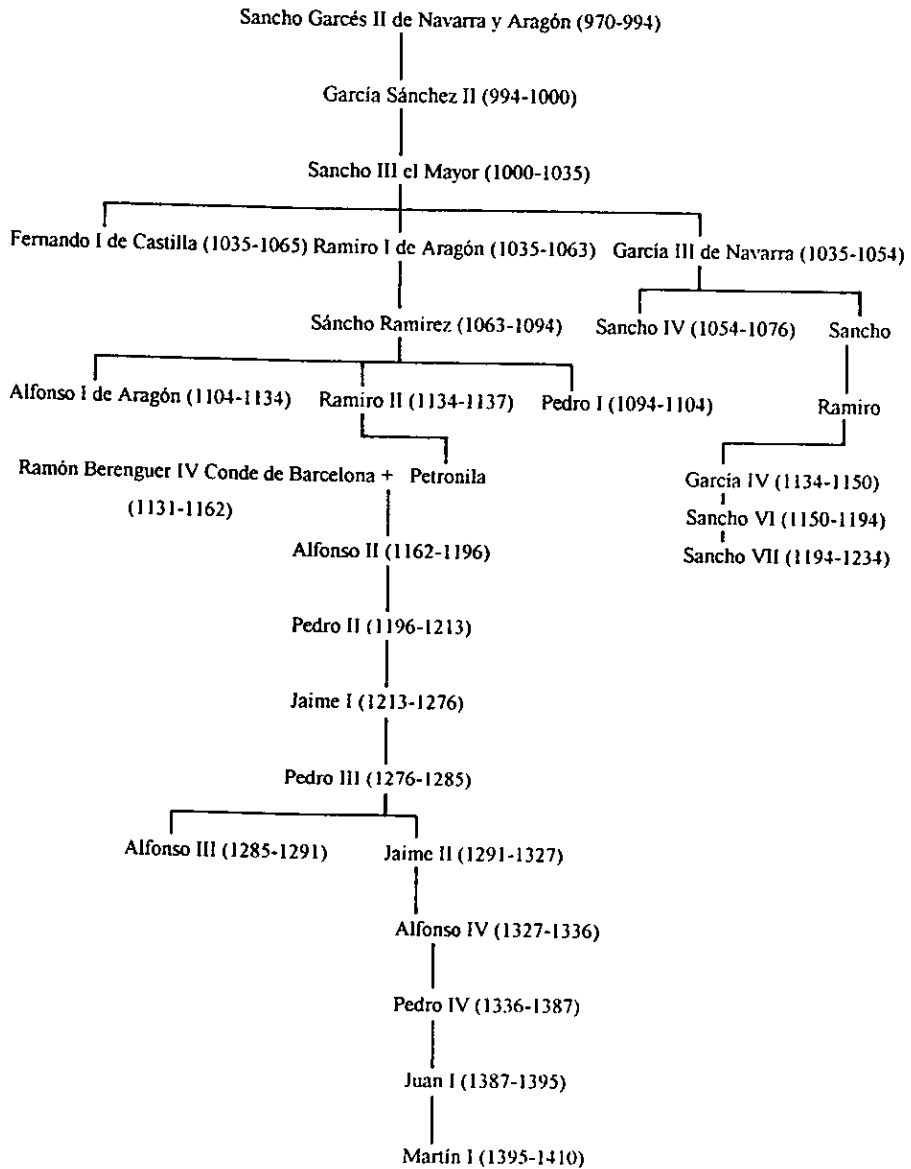 Sancho Garcés II de Navarra y Aragón (970-994)
García Sánchez II (994-1000)
Sancho III el Mayor (1000-1035)
Fernando I de Castilla (1035-1065) Ramiro I de Aragón (1035-1063) García III de Navarra (1035-1054)
Sáncho Ramirez (1063-1094) Sancho IV (1054-1076) Sancho
Alfonso I de Aragón (1104-1134) Ramiro II (1134-1137) Pedro I (1094-1104) Ramiro
Ramón Berenguer IV Conde de Barcelona + Petronila García IV (1134-1150)
(1131-1162) Sancho VI (1150-1194)
Alfonso II (1162-1196) Sancho VII (1194-1234)
Pedro II (1196-1213)
Jaime I (1213-1276)
Pedro III (1276-1285)
Alfonso III (1285-1291) Jaime II (1291-1327)
Alfonso IV (1327-1336)
Pedro IV (1336-1387)
Juan I (1387-1395)
Martín I (1395-1410)